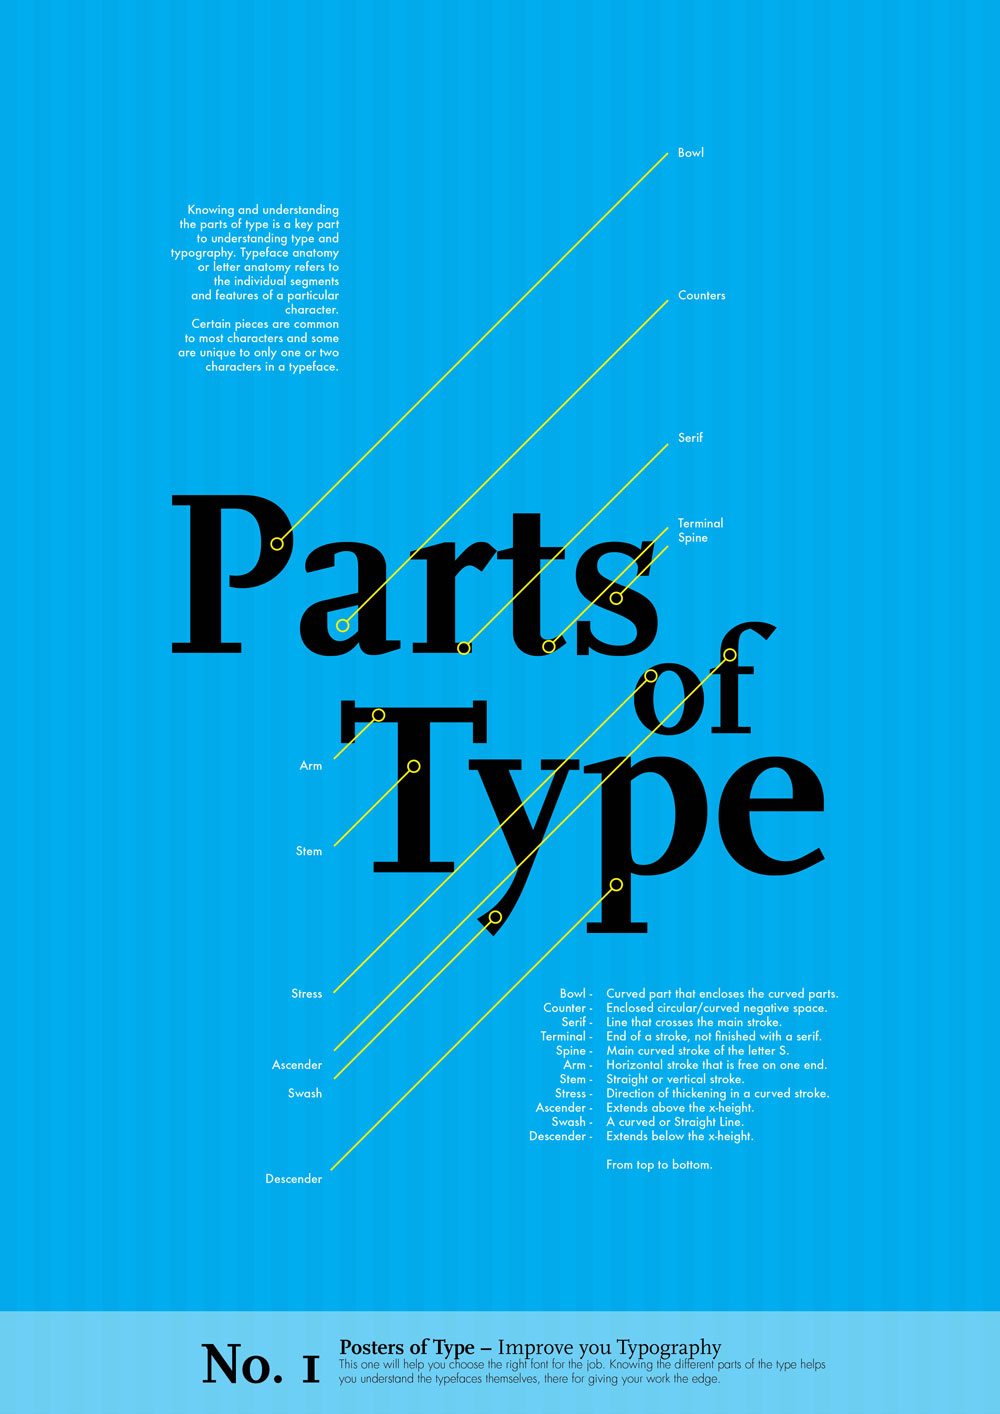 Bowl
Knowing and understanding
the parts of type is a key part
to understanding type and
typography. Typeface anatomy
or letter anatomy refers to
the individual segments
and features of a particular
character.
Certain pieces are common
to most characters and some
are unique to only one or two
characters in a typeface.
Counters
Serif
Terminal
Spine
Parts
of
Type
Arm
Stem
Stress
Ascender
Swash
Descender
Bowl - Curved part that encloses the curved parts.
Counter - Enclosed circular/curved negative space.
Serif - Line that crosses the main stroke.
Terminal - End of a stroke, not finished with a serif.
Spine - Main curved stroke of the letter S.
Arm - Horizontal stroke that is free on one end.
Stem - Straight or vertical stroke.
Stress - Direction of thickening in a curved stroke.
Ascender - Extends above the x-height.
Swash - A curved or Straight Line.
Descender - Extends below the x-height.
From top to bottom.
No. 1
Posters of Type – Improve you Typography
This one will help you choose the right font for the job. Knowing the different parts of the type helps
you understand the typefaces themselves, there for giving your work the edge.